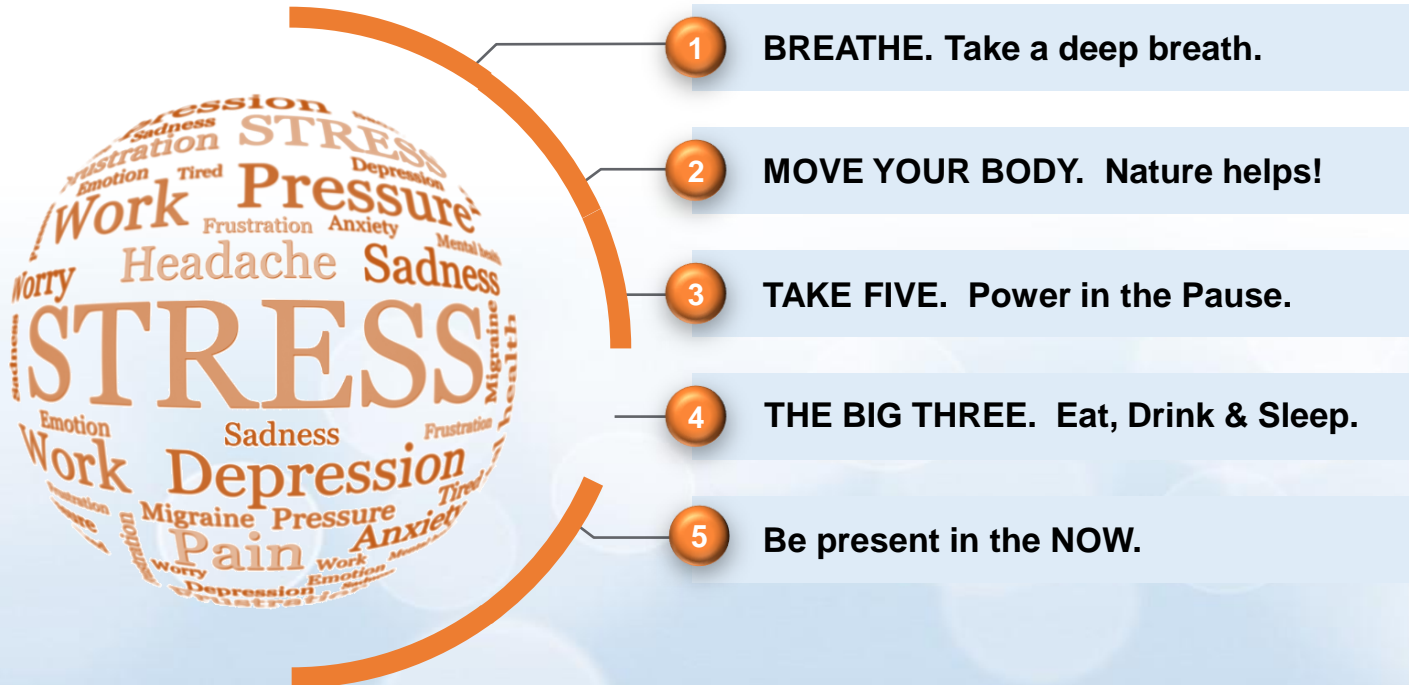 1 BREATHE. Take a deep breath.
2 MOVE YOUR BODY. Nature helps!
3 TAKE FIVE. Power in the Pause.
4 THE BIG THREE. Eat, Drink & Sleep.
5 Be present in the NOW.
Sadness STRESS
Emotion Tired Pressure Depression
Work Frustration Anxiety
Worry Headache Sadness
Sadness STRESS Migraine health
Emotion Sadness Frustration
Work Depression Tired
Migraine Pressure Anxiety
Pain Work
Worry Emotion
Depression